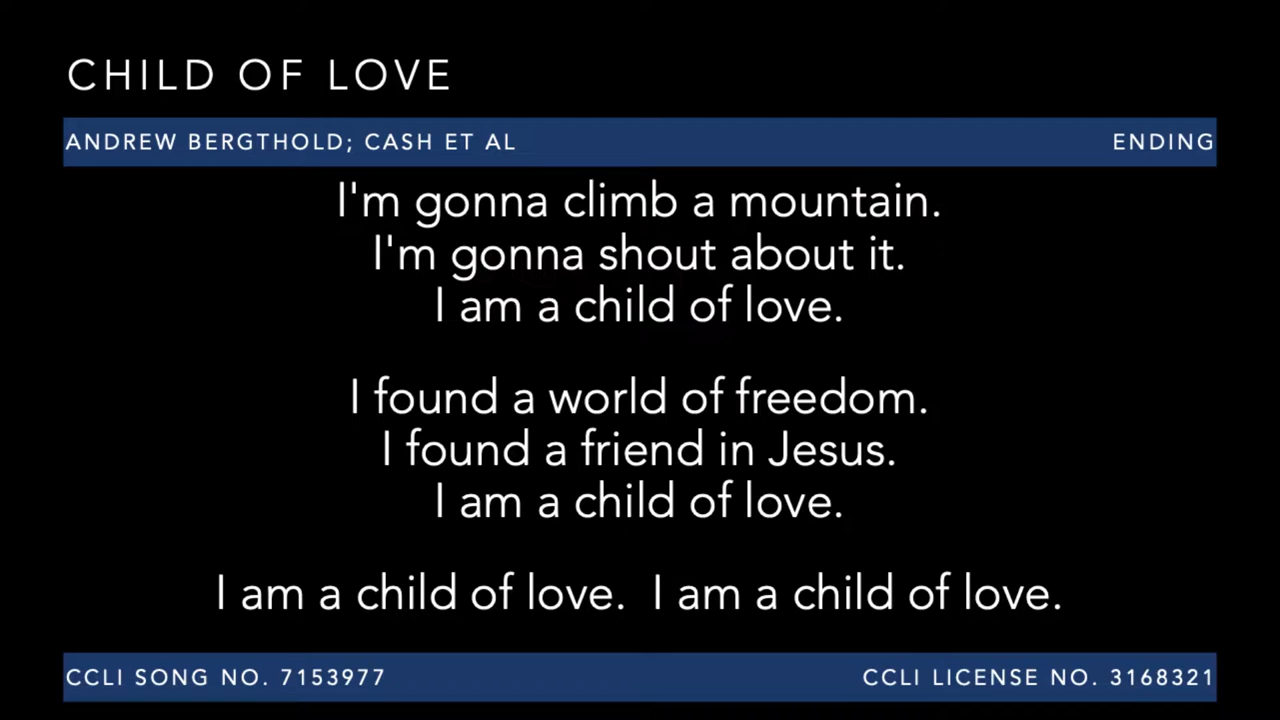 CHILD OF LOVE
ANDREW BERGTHOLD; CASH ET AL
ENDING
I'm gonna climb a mountain.
I'm gonna shout about it.
I am a child of love.
I found a world of freedom.
I found a friend in Jesus.
I am a child of love.
I am a child of love.  I am a child of love.
CCLI SONG NO. 7153977
CCLI LICENSE NO. 3168321